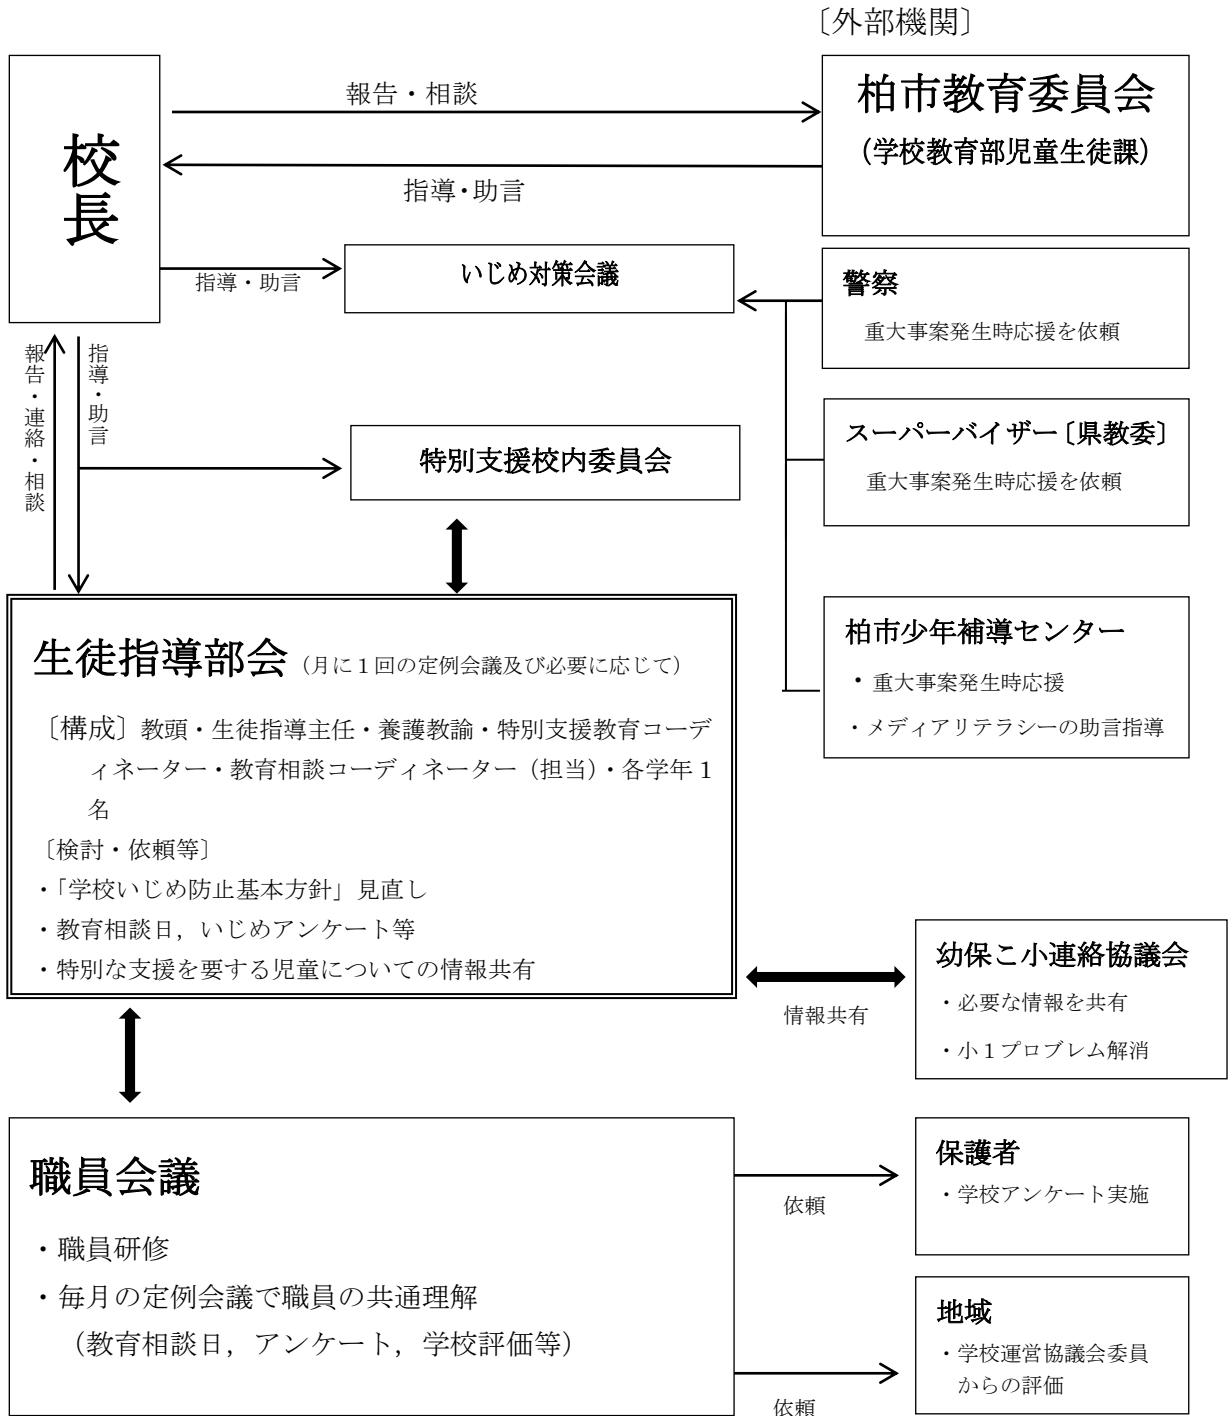 〔外部機関〕
校長
報告・相談
指導・助言
柏市教育委員会
（学校教育部児童生徒課）
指導・助言
いじめ対策会議
警察
重大事案発生時応援を依頼
報告・連絡・相談
指導・助言
特別支援校内委員会
スーパーバイザー〔県教委〕
重大事案発生時応援を依頼
柏市少年補導センター
・重大事案発生時応援
・メディアリテラシーの助言指導
生徒指導部会（月に１回の定例会議及び必要に応じて）
〔構成〕教頭・生徒指導主任・養護教諭・特別支援教育コーデ
ィネーター・教育相談コーディネーター（担当）・各学年１
名
〔検討・依頼等〕
・「学校いじめ防止基本方針」見直し
・教育相談日，いじめアンケート等
・特別な支援を要する児童についての情報共有
情報共有
幼保こ小連絡協議会
・必要な情報を共有
・小１プロブレム解消
職員会議
・職員研修
・毎月の定例会議で職員の共通理解
（教育相談日，アンケート，学校評価等）
依頼
保護者
・学校アンケート実施
依頼
地域
・学校運営協議会委員
からの評価